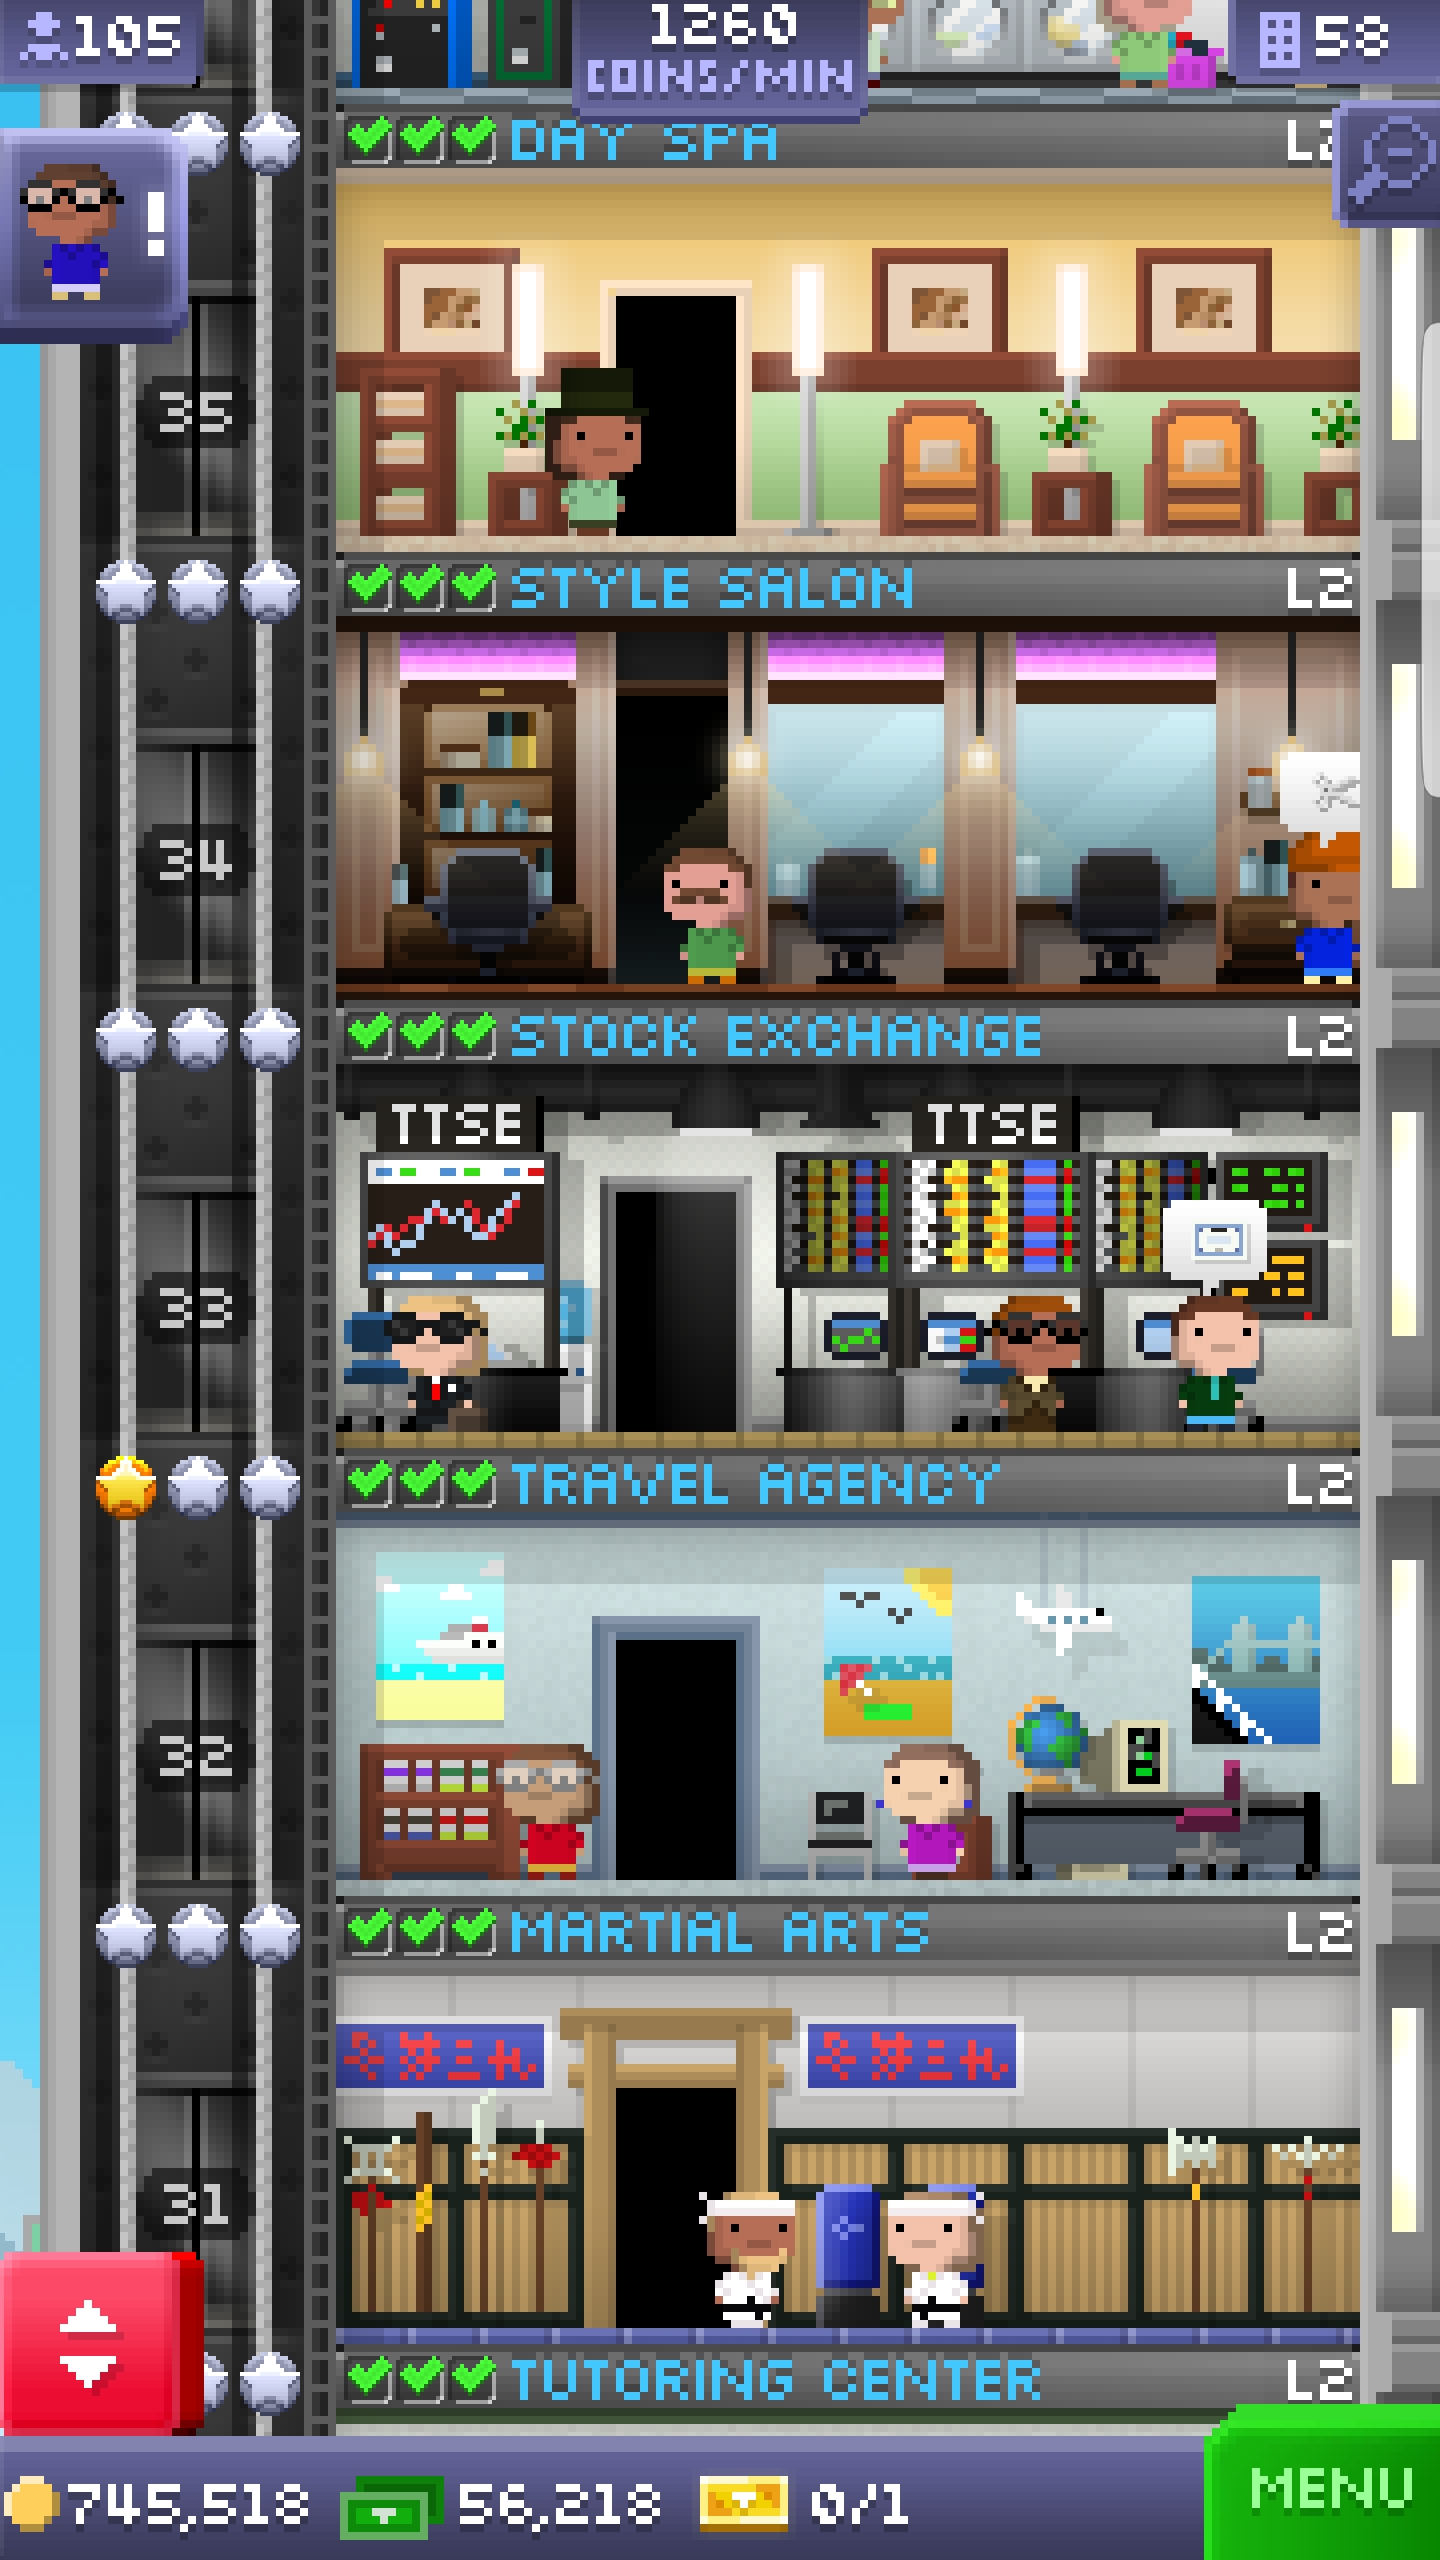 105
1260
COINS/MIN
58
DAY SPA
!
35
STYLE SALON L2
34
STOCK EXCHANGE L2
TTSE TTSE
33
TRAVEL AGENCY L2
32
MARTIAL ARTS L2
31
TUTORING CENTER L2
745,518 56,218 0/1 MENU